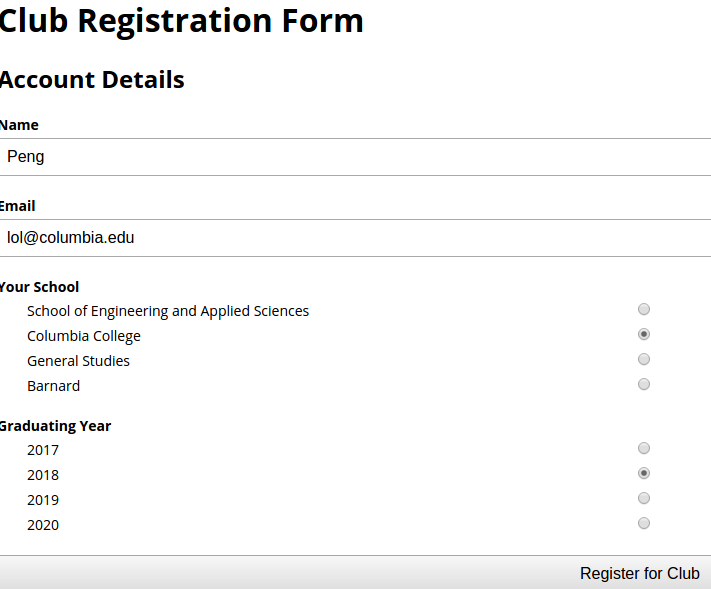 Club Registration Form
Account Details
Name
Peng
Email
lol@columbia.edu
Your School
School of Engineering and Applied Sciences
Columbia College
General Studies
Barnard
Graduating Year
2017
2018
2019
2020
Register for Club